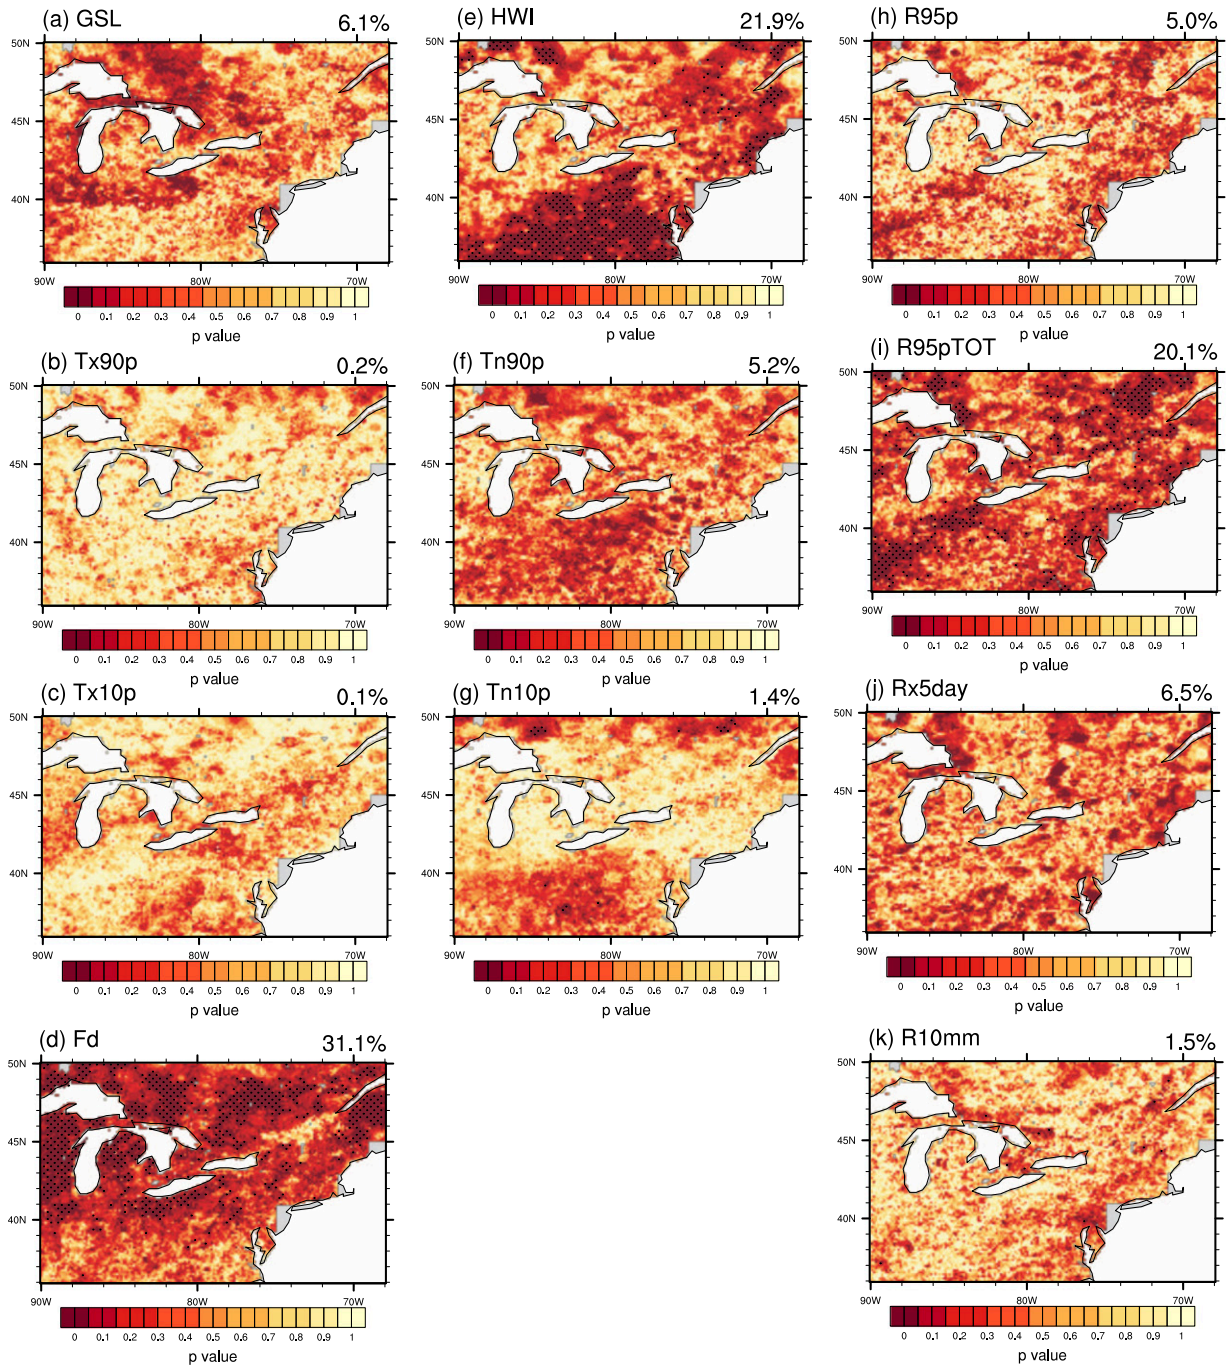 (a) GSL 6.1%
50N
45N
40N
90W 80W 70W
0 0.1 0.2 0.3 0.4 0.5 0.6 0.7 0.8 0.9 1
p value
(b) Tx90p 0.2%
50N
45N
40N
90W 80W 70W
0 0.1 0.2 0.3 0.4 0.5 0.6 0.7 0.8 0.9 1
p value
(c) Tx10p 0.1%
50N
45N
40N
90W 80W 70W
0 0.1 0.2 0.3 0.4 0.5 0.6 0.7 0.8 0.9 1
p value
(d) Fd 31.1%
50N
45N
40N
90W 80W 70W
0 0.1 0.2 0.3 0.4 0.5 0.6 0.7 0.8 0.9 1
p value
(e) HWI 21.9%
50N
45N
40N
90W 80W 70W
0 0.1 0.2 0.3 0.4 0.5 0.6 0.7 0.8 0.9 1
p value
(f) Tn90p 5.2%
50N
45N
40N
90W 80W 70W
0 0.1 0.2 0.3 0.4 0.5 0.6 0.7 0.8 0.9 1
p value
(g) Tn10p 1.4%
50N
45N
40N
90W 80W 70W
0 0.1 0.2 0.3 0.4 0.5 0.6 0.7 0.8 0.9 1
p value
(h) R95p 5.0%
50N
45N
40N
90W 80W 70W
0 0.1 0.2 0.3 0.4 0.5 0.6 0.7 0.8 0.9 1
p value
(i) R95pTOT 20.1%
50N
45N
40N
90W 80W 70W
0 0.1 0.2 0.3 0.4 0.5 0.6 0.7 0.8 0.9 1
p value
(j) Rx5day 6.5%
50N
45N
40N
90W 80W 70W
0 0.1 0.2 0.3 0.4 0.5 0.6 0.7 0.8 0.9 1
p value
(k) R10mm 1.5%
50N
45N
40N
90W 80W 70W
0 0.1 0.2 0.3 0.4 0.5 0.6 0.7 0.8 0.9 1
p value